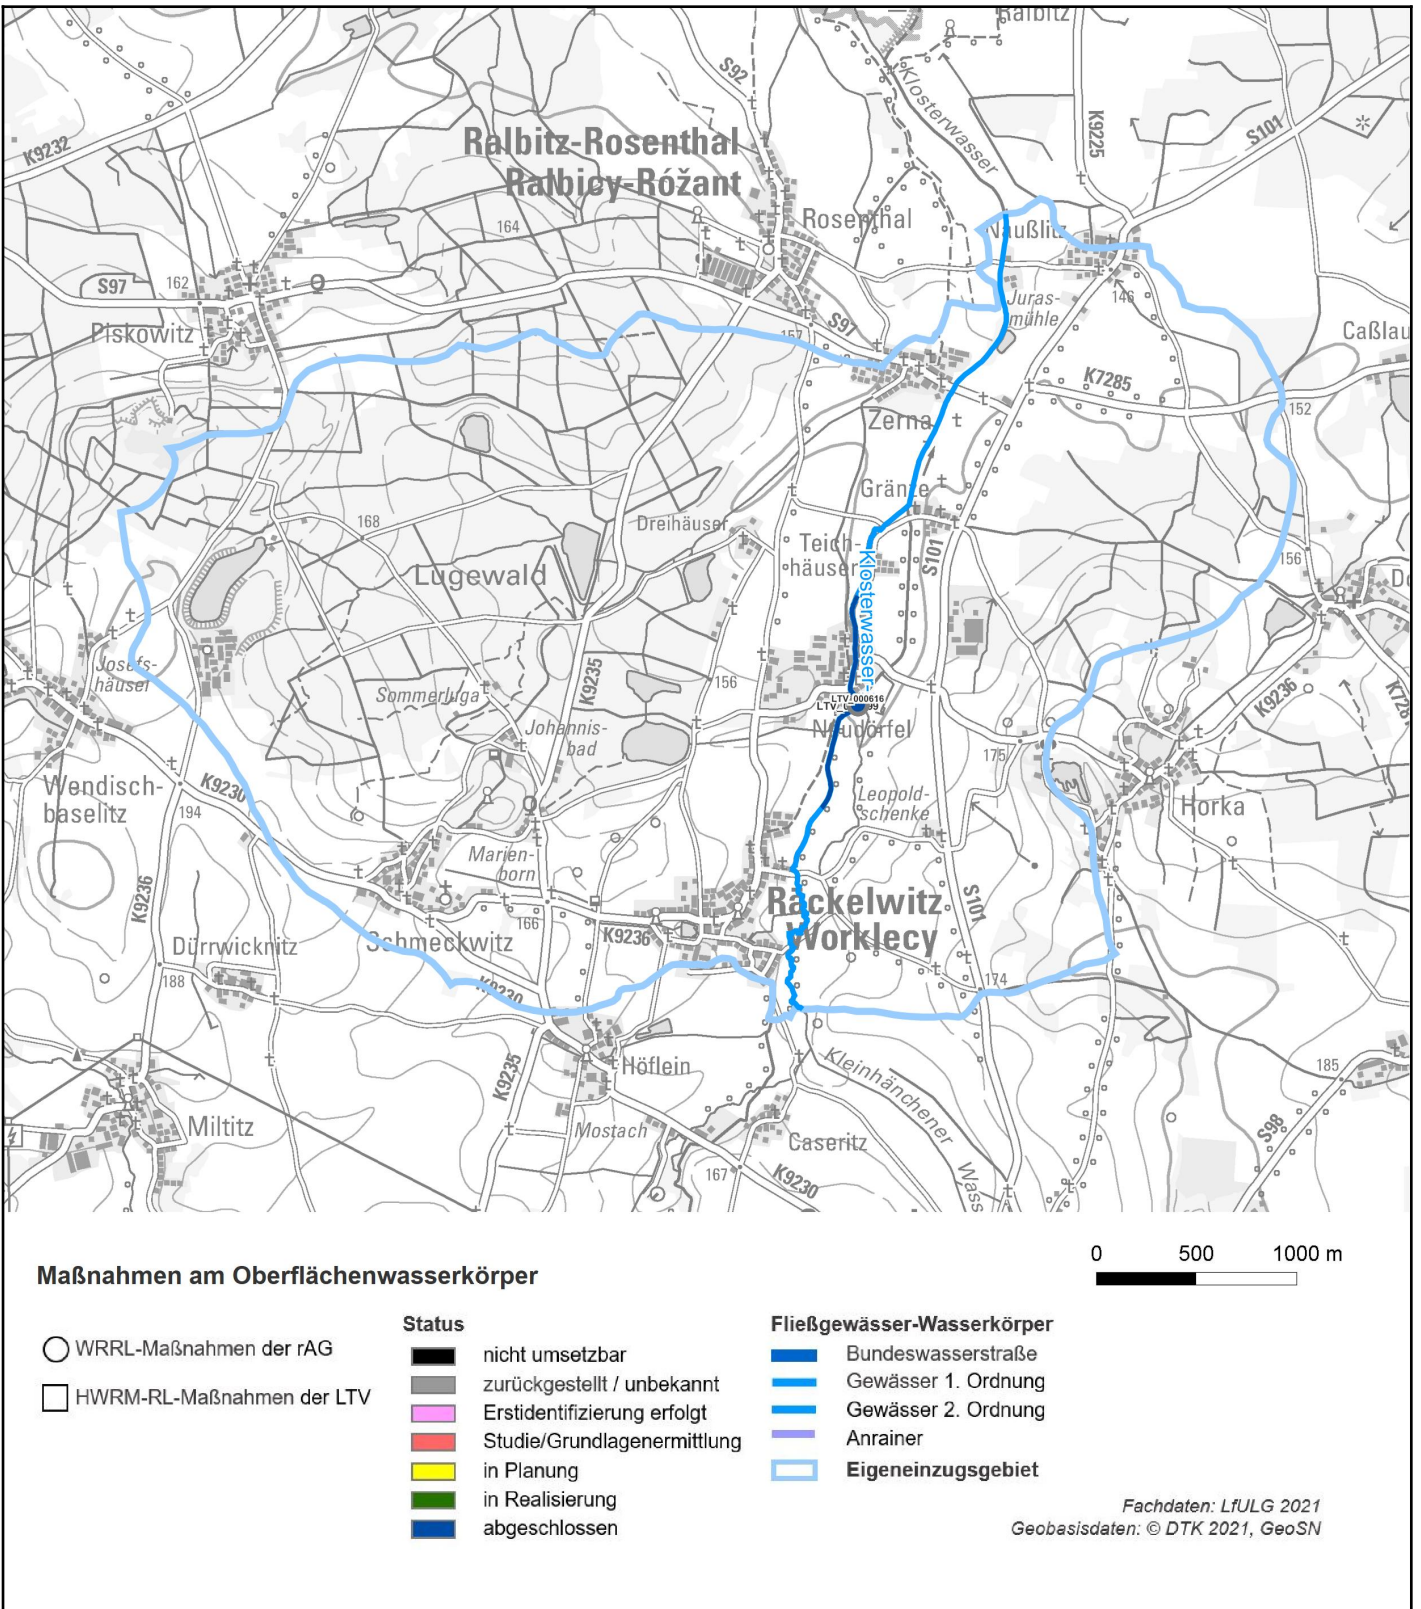 Ralbitz
S92
Klosterwasser
K9225
S101
K9232
Ralbitz-Rosenthal
Ralbicy-Róžant
164
Rosenthal
Naußlitz
S97
162
146
Juras-
mühle
Piskowitz
157
S97
Caßlau
K7285
152
Zerna
Gränze
168
Dreihäuser
Teich-
häuser
S101
Klosterwasser-
156
Lugewald
Josefs-
häusel
K9235
156
Sommerluga
LTV_000616
K9236
Neudörfel
Johannis-
bad
175
Wendisch-
baselitz
K9230
194
Leopold-
schenke
Horka
Marien-
born
K9236
166
Räckelwitz
Worklecy
S101
Schmeckwitz
K9236
Dürrwicknitz
188
K9230
174
K9235
Höflein
Kleinhänchener
Wass
185
S98
Miltitz
Mostach
Caseritz
167
K9230
0 500 1000 m
Maßnahmen am Oberflächenwasserkörper
WRRL-Maßnahmen der rAG
HWRM-RL-Maßnahmen der LTV
Status
nicht umsetzbar
zurückgestellt / unbekannt
Erstidentifizierung erfolgt
Studie/Grundlagenermittlung
in Planung
in Realisierung
abgeschlossen
Fließgewässer-Wasserkörper
Bundeswasserstraße
Gewässer 1. Ordnung
Gewässer 2. Ordnung
Anrainer
Eigeneinzugsgebiet
Fachdaten: LfULG 2021
Geobasisdaten: © DTK 2021, GeoSN